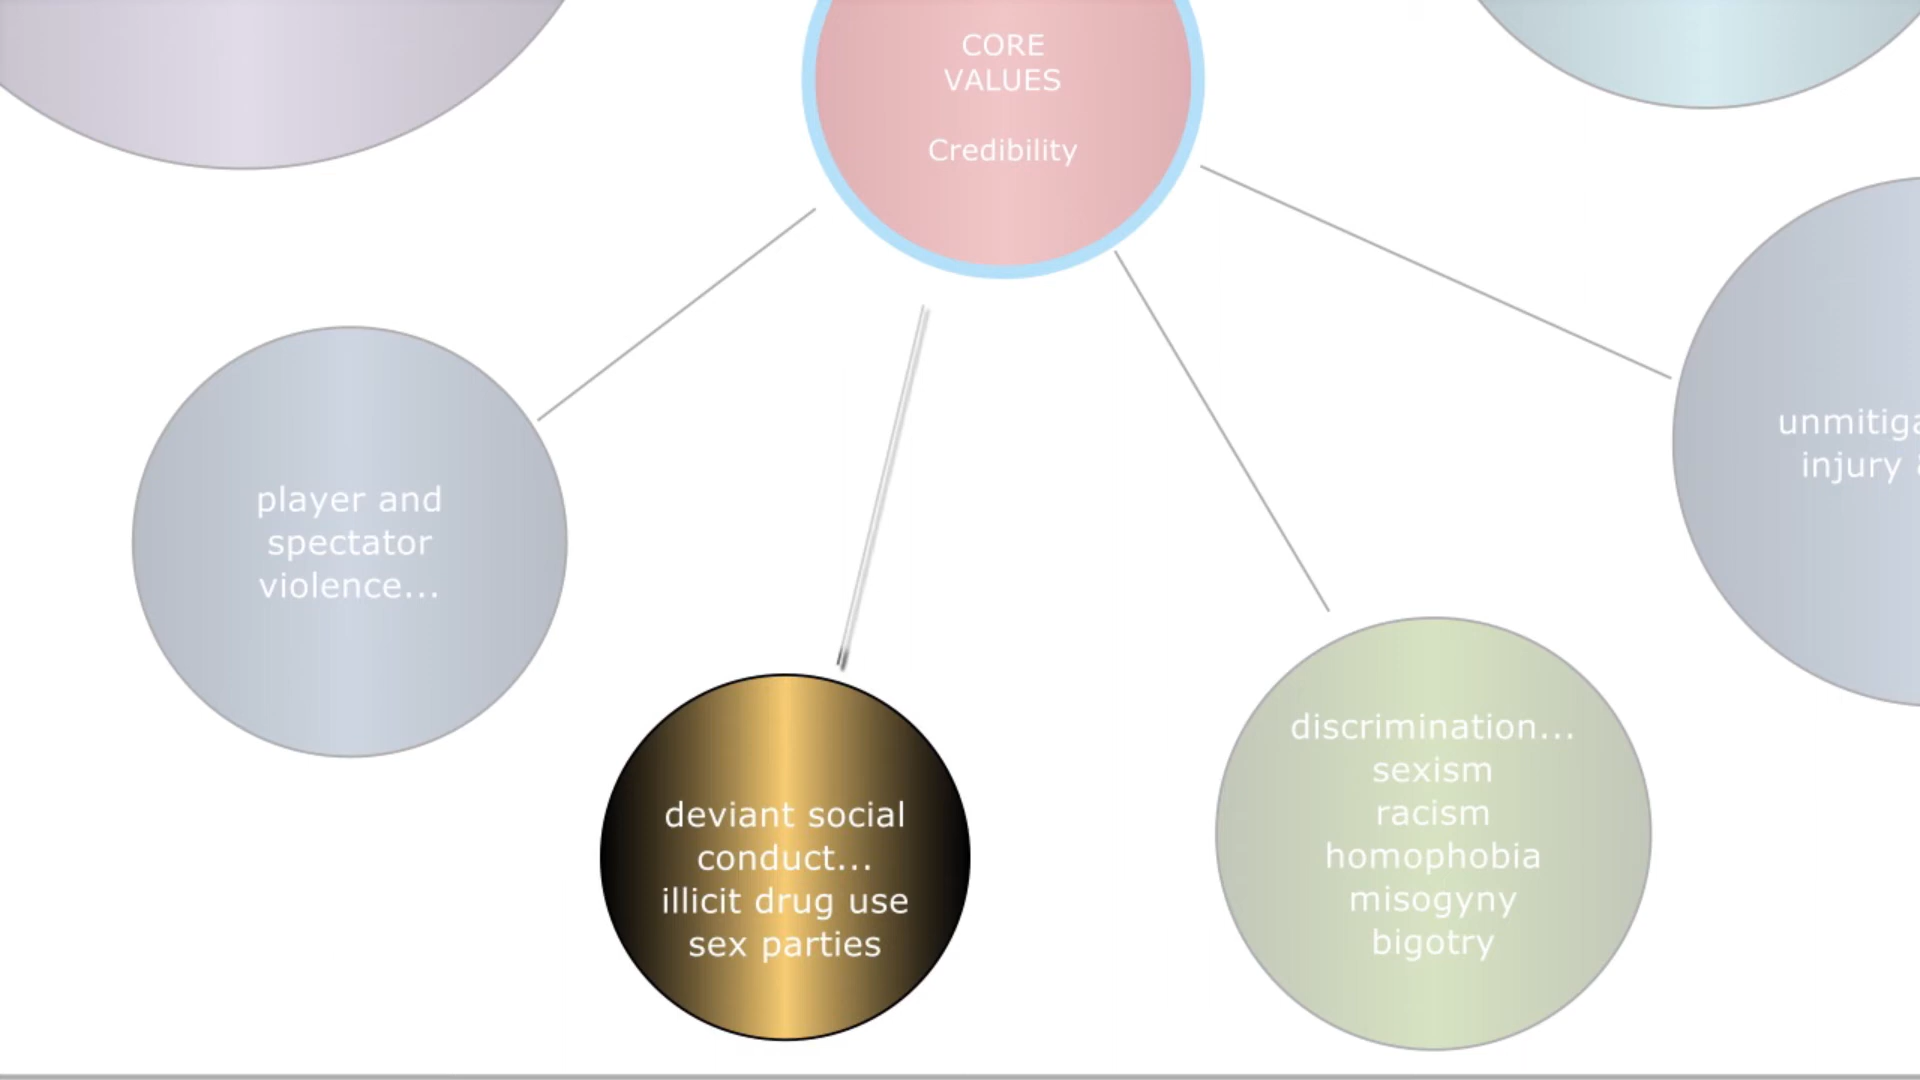 CORE
VALUES
Credibility
player and
spectator
violence...
deviant social
conduct...
illicit drug use
sex parties
discrimination...
sexism
racism
homophobia
misogyny
bigotry
injury